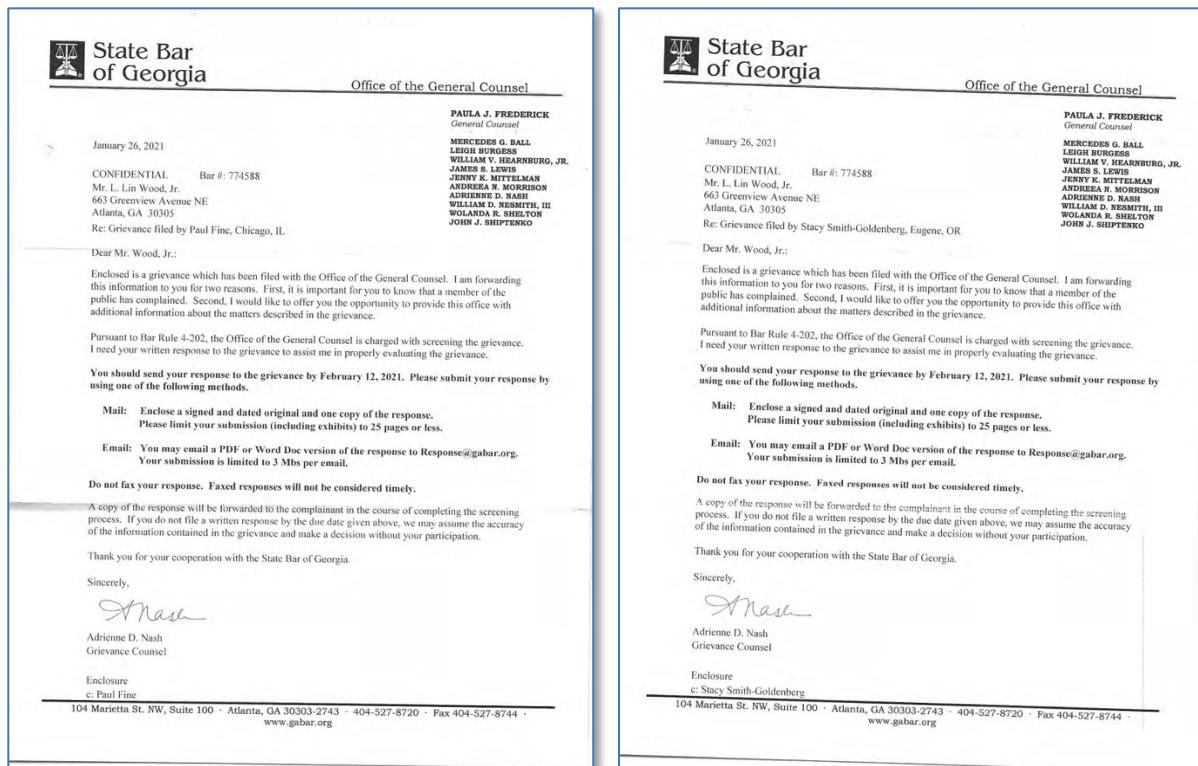 State Bar
of Georgia
Office of the General Counsel
PAULA J. FREDERICK
General Counsel
MERCEDES G. BALL
LEIGH BURGESS
WILLIAM V. HEARNBURG, JR.
JAMES S. LEWIS
JENNY K. MITTELMAN
ANDREEA N. MORRISON
ADRIENNE D. NASH
WILLIAM D. NESMITH, III
WOLANDA R. SHELTON
JOHN J. SHIPTENKO
January 26, 2021
CONFIDENTIAL Bar #: 774588
Mr. L. Lin Wood, Jr.
663 Greenview Avenue NE
Atlanta, GA 30305
Re: Grievance filed by Paul Fine, Chicago, IL
Dear Mr. Wood, Jr.:
Enclosed is a grievance which has been filed with the Office of the General Counsel. I am forwarding
this information to you for two reasons. First, it is important for you to know that a member of the
public has complained. Second, I would like to offer you the opportunity to provide this office with
additional information about the matters described in the grievance.
Pursuant to Bar Rule 4-202, the Office of the General Counsel is charged with screening the grievance.
I need your written response to the grievance to assist me in properly evaluating the grievance.
You should send your response to the grievance by February 12, 2021. Please submit your response by
using one of the following methods.
Mail: Enclose a signed and dated original and one copy of the response.
Please limit your submission (including exhibits) to 25 pages or less.
Email: You may email a PDF or Word Doc version of the response to Response@gabar.org.
Your submission is limited to 3 Mbs per email.
Do not fax your response. Faxed responses will not be considered timely.
A copy of the response will be forwarded to the complainant in the course of completing the screening
process. If you do not file a written response by the due date given above, we may assume the accuracy
of the information contained in the grievance and make a decision without your participation.
Thank you for your cooperation with the State Bar of Georgia.
Sincerely,
ANash
Adrienne D. Nash
Grievance Counsel
Enclosure
c: Paul Fine
104 Marietta St. NW, Suite 100 · Atlanta, GA 30303-2743 · 404-527-8720 · Fax 404-527-8744 ·
www.gabar.org
State Bar
of Georgia
Office of the General Counsel
PAULA J. FREDERICK
General Counsel
MERCEDES G. BALL
LEIGH BURGESS
WILLIAM V. HEARNBURG, JR.
JAMES S. LEWIS
JENNY K. MITTELMAN
ANDREEA N. MORRISON
ADRIENNE D. NASH
WILLIAM D. NESMITH, III
WOLANDA R. SHELTON
JOHN J. SHIPTENKO
January 26, 2021
CONFIDENTIAL Bar #: 774588
Mr. L. Lin Wood, Jr.
663 Greenview Avenue NE
Atlanta, GA 30305
Re: Grievance filed by Stacy Smith-Goldenberg, Eugene, OR
Dear Mr. Wood, Jr.:
Enclosed is a grievance which has been filed with the Office of the General Counsel. I am forwarding
this information to you for two reasons. First, it is important for you to know that a member of the
public has complained. Second, I would like to offer you the opportunity to provide this office with
additional information about the matters described in the grievance.
Pursuant to Bar Rule 4-202, the Office of the General Counsel is charged with screening the grievance.
I need your written response to the grievance to assist me in properly evaluating the grievance.
You should send your response to the grievance by February 12, 2021. Please submit your response by
using one of the following methods.
Mail: Enclose a signed and dated original and one copy of the response.
Please limit your submission (including exhibits) to 25 pages or less.
Email: You may email a PDF or Word Doc version of the response to Response@gabar.org.
Your submission is limited to 3 Mbs per email.
Do not fax your response. Faxed responses will not be considered timely.
A copy of the response will be forwarded to the complainant in the course of completing the screening
process. If you do not file a written response by the due date given above, we may assume the accuracy
of the information contained in the grievance and make a decision without your participation.
Thank you for your cooperation with the State Bar of Georgia.
Sincerely,
ANash
Adrienne D. Nash
Grievance Counsel
Enclosure
c: Stacy Smith-Goldenberg
104 Marietta St. NW, Suite 100 · Atlanta, GA 30303-2743 · 404-527-8720 · Fax 404-527-8744 ·
www.gabar.org